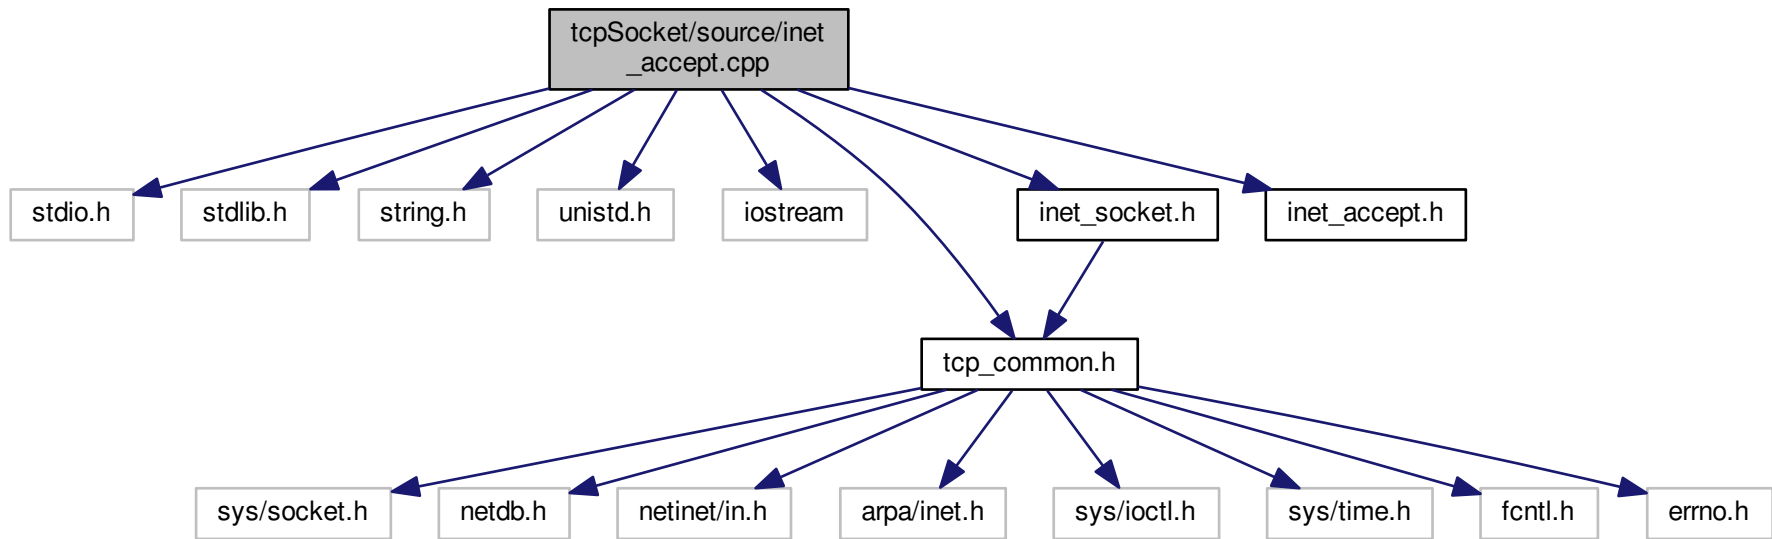 tcpSocket/source/inet
_accept.cpp
stdio.h
stdlib.h
string.h
unistd.h
iostream
inet_socket.h
inet_accept.h
tcp_common.h
sys/socket.h
netdb.h
netinet/in.h
arpa/inet.h
sys/ioctl.h
sys/time.h
fcntl.h
errno.h